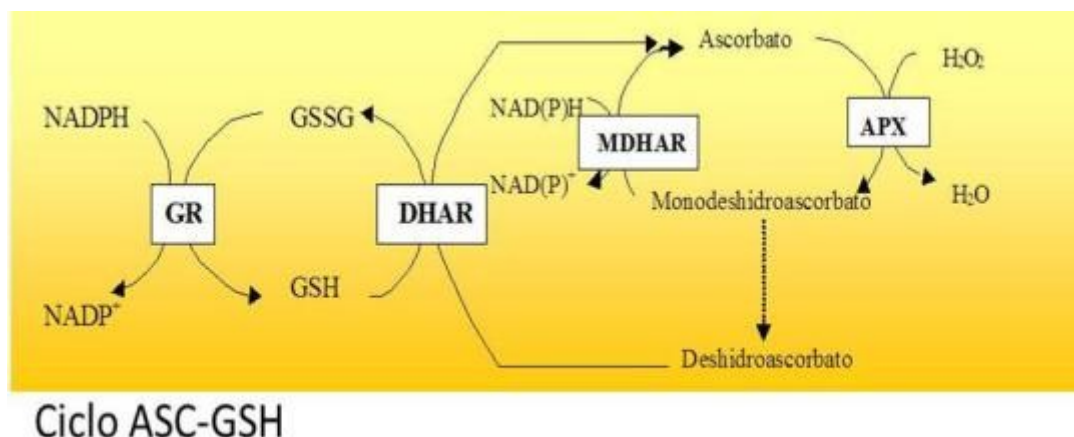 Ascorbato
H₂O₂
NAD(P)H
NADPH
GSSG
APX
MDHAR
NAD(P)⁺
Monodeshidroascorbato
H₂O
GR
DHAR
GSH
NADP⁺
Deshidroascorbato
Ciclo ASC-GSH